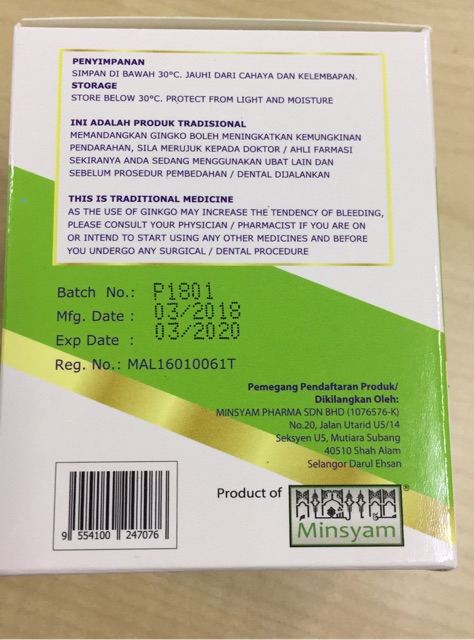 PENYIMPANAN
SIMPAN DI BAWAH 30°C. JAUHI DARI CAHAYA DAN KELEMBAPAN.
STORAGE
STORE BELOW 30°C. PROTECT FROM LIGHT AND MOISTURE
INI ADALAH PRODUK TRADISIONAL
MEMANDANGKAN GINGKO BOLEH MENINGKATKAN KEMUNGKINAN
PENDARAHAN, SILA MERUJUK KEPADA DOKTOR / AHLI FARMASI
SEKIRANYA ANDA SEDANG MENGGUNAKAN UBAT LAIN DAN
SEBELUM PROSEDUR PEMBEDAHAN / DENTAL DIJALANKAN
THIS IS TRADITIONAL MEDICINE
AS THE USE OF GINKGO MAY INCREASE THE TENDENCY OF BLEEDING,
PLEASE CONSULT YOUR PHYSICIAN / PHARMACIST IF YOU ARE ON
OR INTEND TO START USING ANY OTHER MEDICINES AND BEFORE
YOU UNDERGO ANY SURGICAL / DENTAL PROCEDURE
Batch No.: P1801
Mfg. Date : 03/2018
Exp Date : 03/2020
Reg. No.: MAL16010061T
Pemegang Pendaftaran Produk/
Dikilangkan Oleh:
MINSYAM PHARMA SDN BHD (1076576-K)
No.20, Jalan Utarid U5/14
Seksyen U5, Mutiara Subang
40510 Shah Alam
Selangor Darul Ehsan
Product of
Minsyam®
9 554100 247076